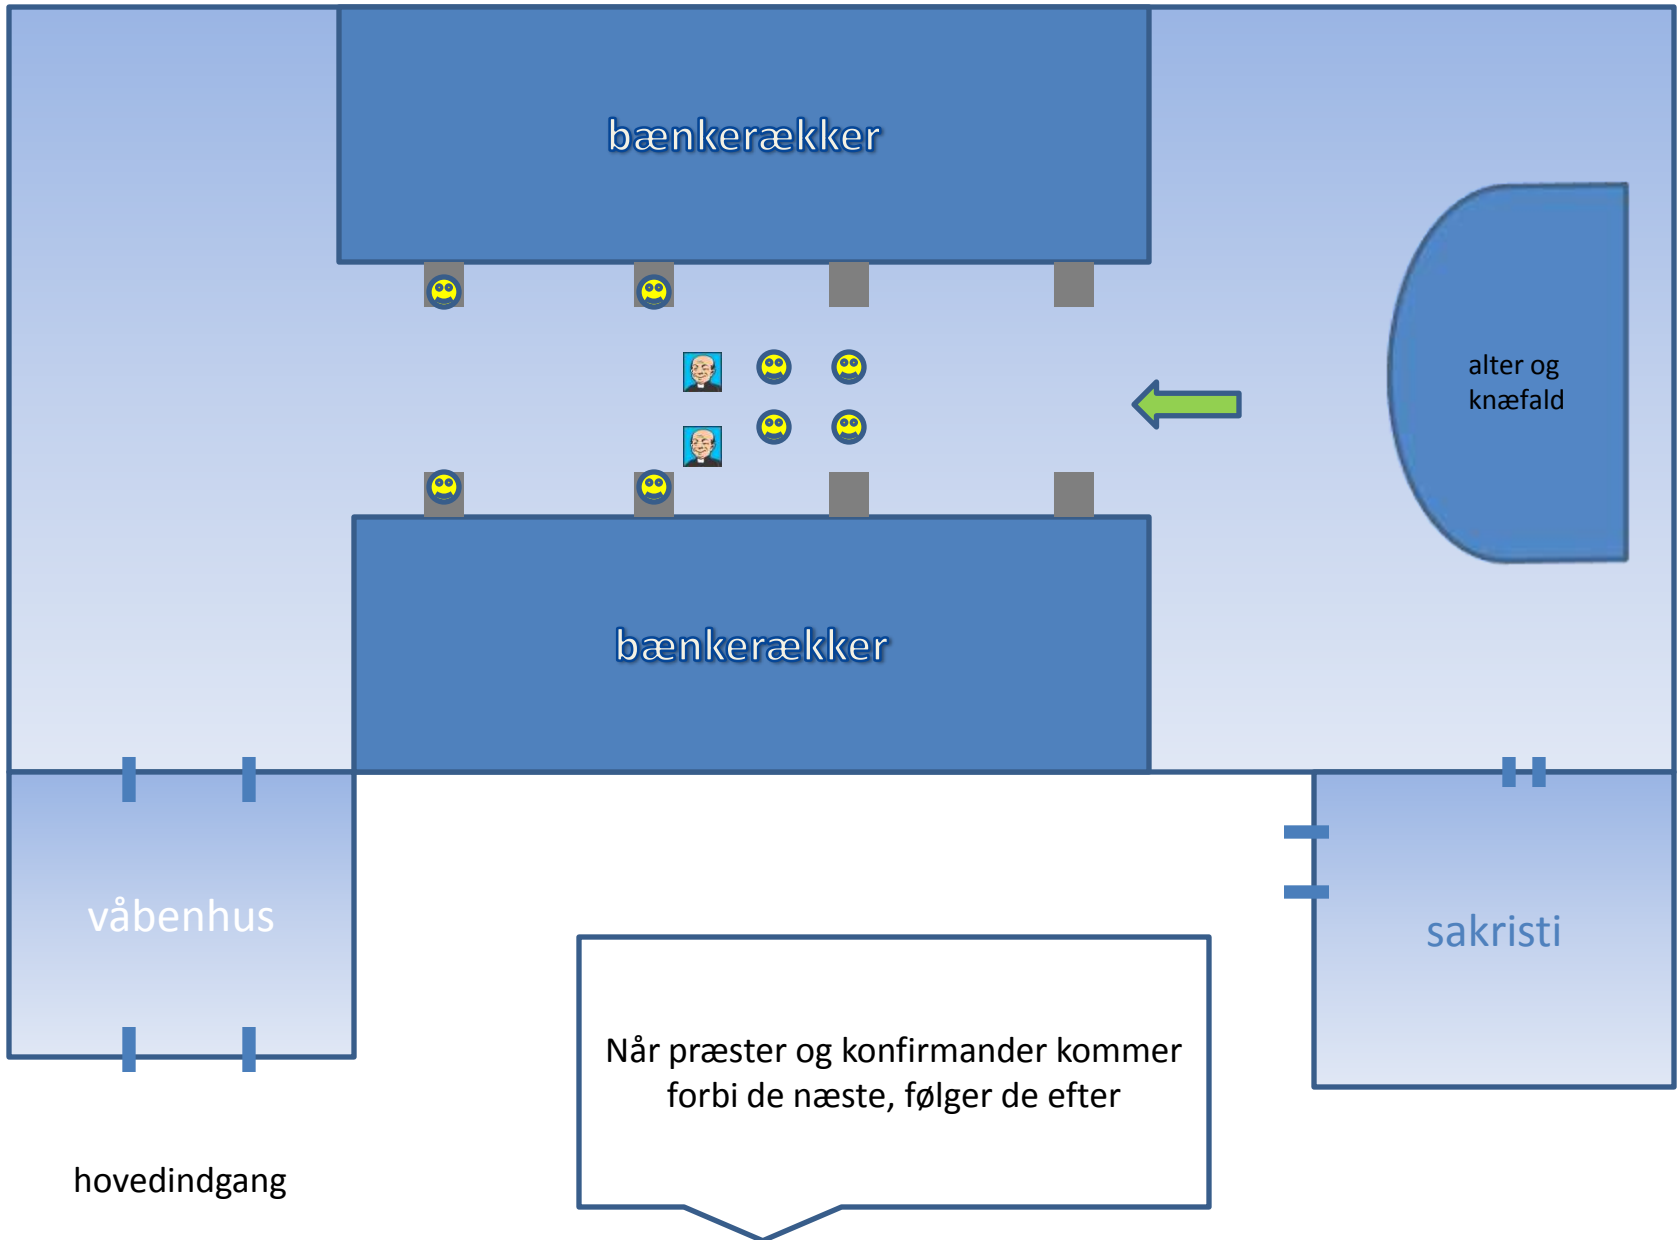 bænkerækker
alter og
knæfald
bænkerækker
våbenhus
sakristi
Når præster og konfirmander kommer
forbi de næste, følger de efter
hovedindgang